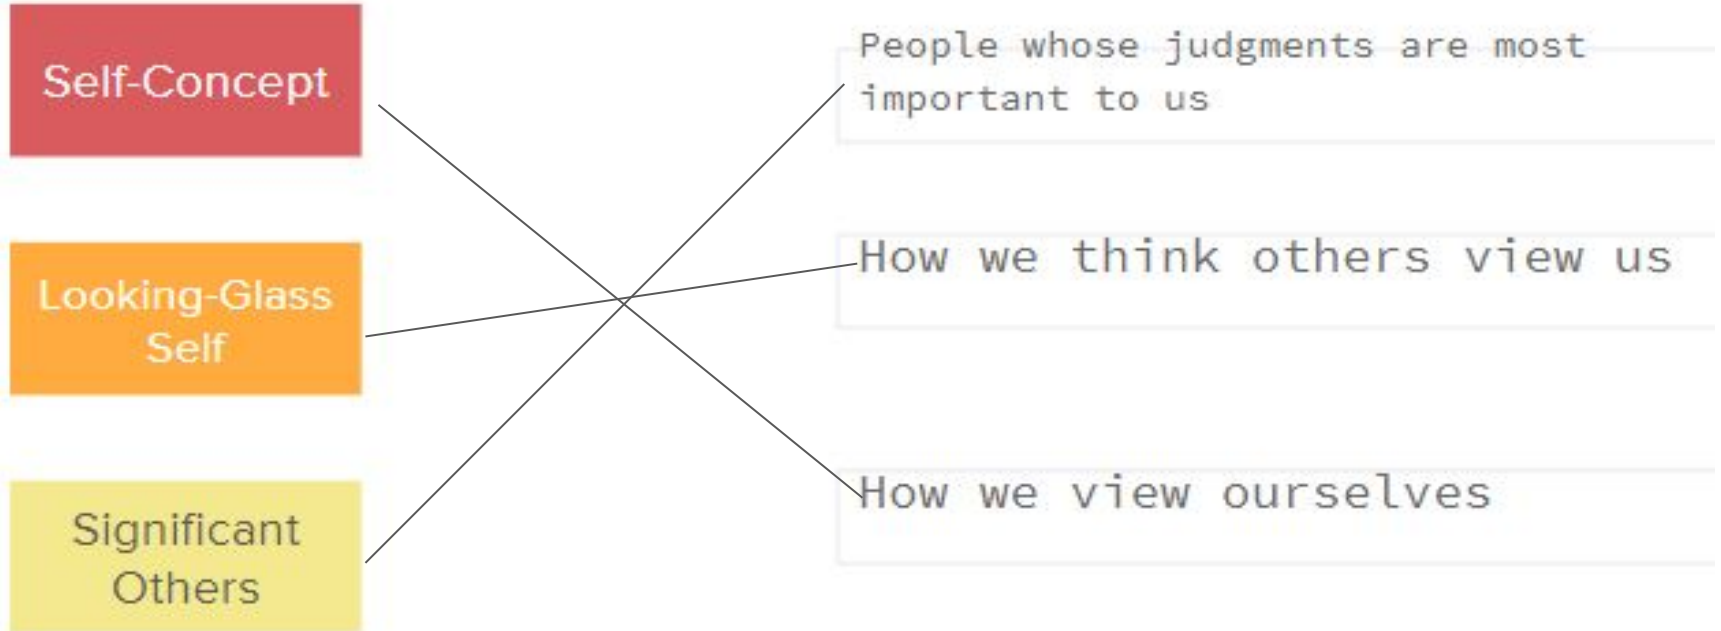 Self-Concept
People whose judgments are most
important to us
Looking-Glass
Self
How we think others view us
Significant
Others
How we view ourselves